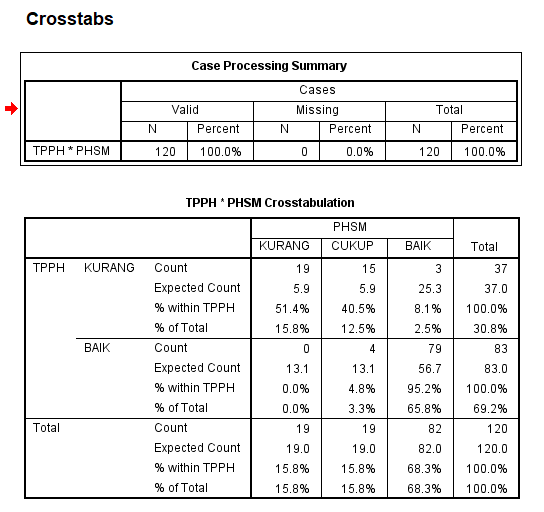 Crosstabs
Case Processing Summary
Cases
Valid Missing Total
N Percent N Percent N Percent
TPPH * PHSM 120 100.0% 0 0.0% 120 100.0%
TPPH * PHSM Crosstabulation
PHSM
KURANG CUKUP BAIK Total
TPPH KURANG Count 19 15 3 37
Expected Count 5.9 5.9 25.3 37.0
% within TPPH 51.4% 40.5% 8.1% 100.0%
% of Total 15.8% 12.5% 2.5% 30.8%
BAIK Count 0 4 79 83
Expected Count 13.1 13.1 56.7 83.0
% within TPPH 0.0% 4.8% 95.2% 100.0%
% of Total 0.0% 3.3% 65.8% 69.2%
Total Count 19 19 82 120
Expected Count 19.0 19.0 82.0 120.0
% within TPPH 15.8% 15.8% 68.3% 100.0%
% of Total 15.8% 15.8% 68.3% 100.0%